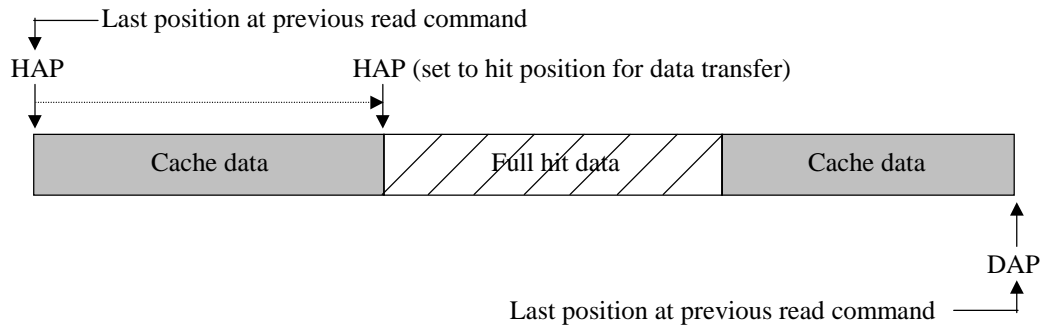 Last position at previous read command
HAP
HAP (set to hit position for data transfer)
Cache data
Full hit data
Cache data
DAP
Last position at previous read command